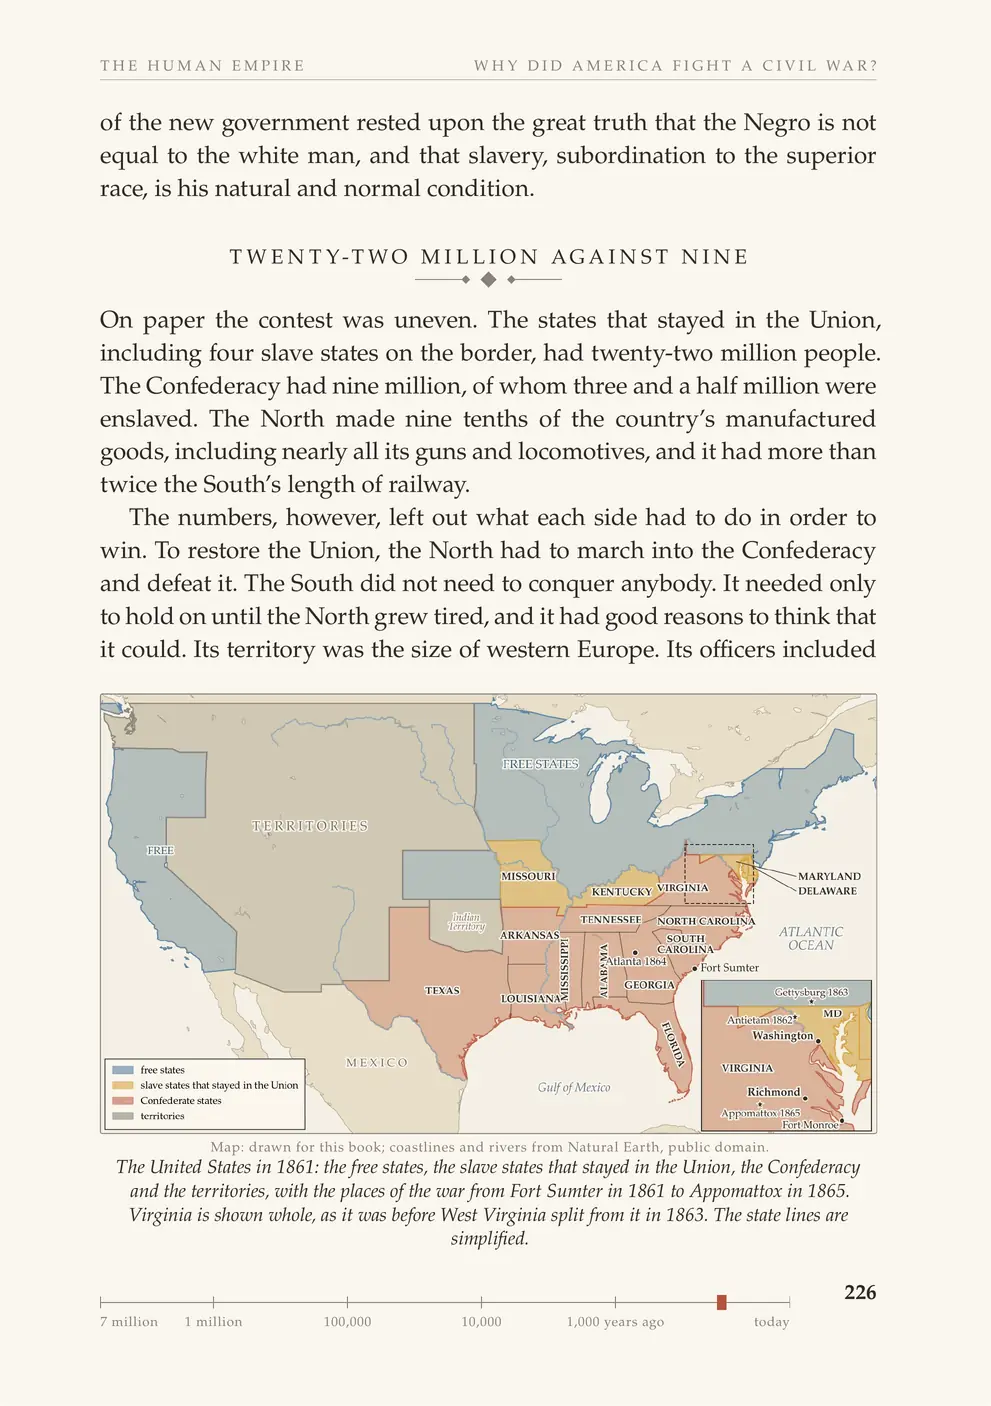 THE HUMAN EMPIRE
WHY DID AMERICA FIGHT A CIVIL WAR?
of the new government rested upon the great truth that the Negro is not
equal to the white man, and that slavery, subordination to the superior
race, is his natural and normal condition.
TWENTY-TWO MILLION AGAINST NINE
On paper the contest was uneven. The states that stayed in the Union,
including four slave states on the border, had twenty-two million people.
The Confederacy had nine million, of whom three and a half million were
enslaved. The North made nine tenths of the country’s manufactured
goods, including nearly all its guns and locomotives, and it had more than
twice the South’s length of railway.
The numbers, however, left out what each side had to do in order to
win. To restore the Union, the North had to march into the Confederacy
and defeat it. The South did not need to conquer anybody. It needed only
to hold on until the North grew tired, and it had good reasons to think that
it could. Its territory was the size of western Europe. Its officers included
FREE STATES
TERRITORIES
FREE
MISSOURI
KENTUCKY
VIRGINIA
MARYLAND
DELAWARE
Indian
Territory
TENNESSEE
NORTH CAROLINA
ARKANSAS
SOUTH
CAROLINA
ATLANTIC
OCEAN
MISSISSIPPI
ALABAMA
Atlanta 1864
Fort Sumter
GEORGIA
TEXAS
LOUISIANA
FLORIDA
MEXICO
Gulf of Mexico
Gettysburg 1863
Antietam 1862
MD
Washington
VIRGINIA
Richmond
Appomattox 1865
Fort Monroe
free states
slave states that stayed in the Union
Confederate states
territories
Map: drawn for this book; coastlines and rivers from Natural Earth, public domain.
The United States in 1861: the free states, the slave states that stayed in the Union, the Confederacy
and the territories, with the places of the war from Fort Sumter in 1861 to Appomattox in 1865.
Virginia is shown whole, as it was before West Virginia split from it in 1863. The state lines are
simplified.
226
7 million
1 million
100,000
10,000
1,000 years ago
today